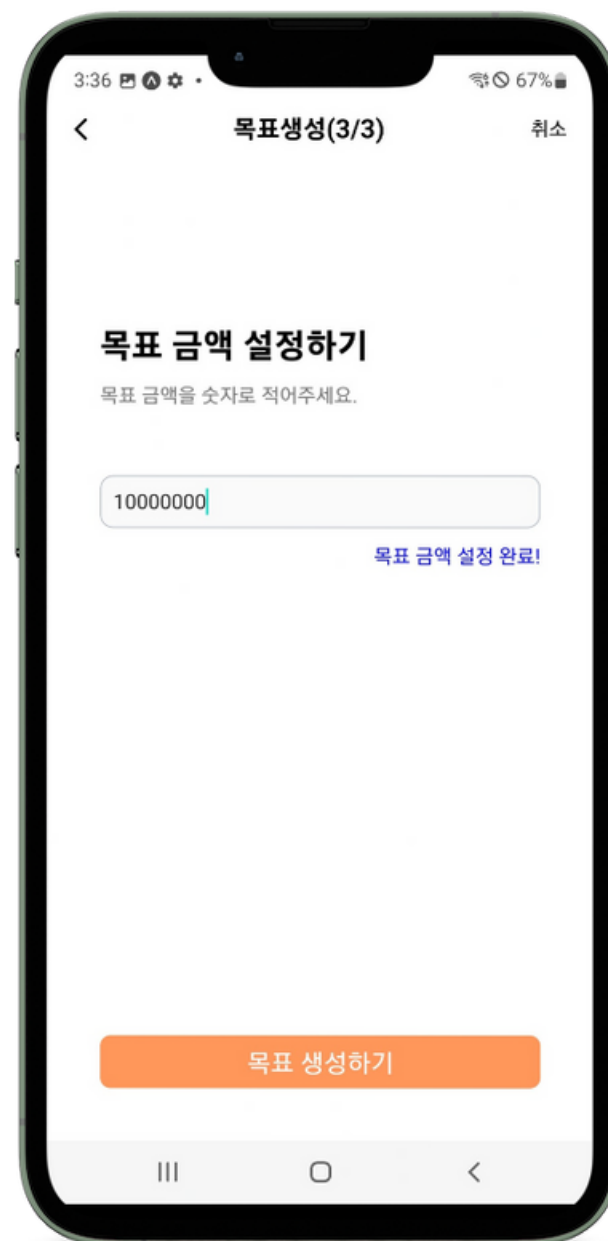 3:36 67%
목표생성(3/3) 취소
목표 금액 설정하기
목표 금액을 숫자로 적어주세요.
10000000
목표 금액 설정 완료!
목표 생성하기